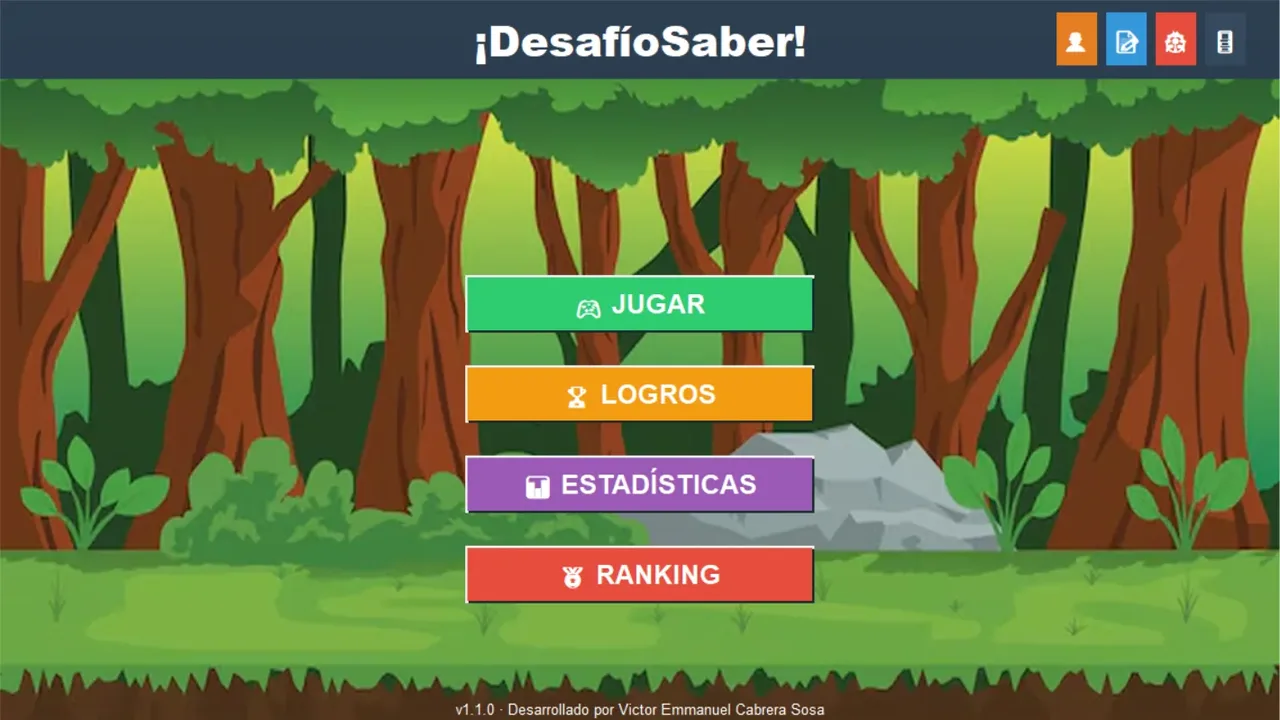 ¡DesafíoSaber!
JUGAR
LOGROS
ESTADÍSTICAS
RANKING
v1.1.0 · Desarrollado por Victor Emmanuel Cabrera Sosa